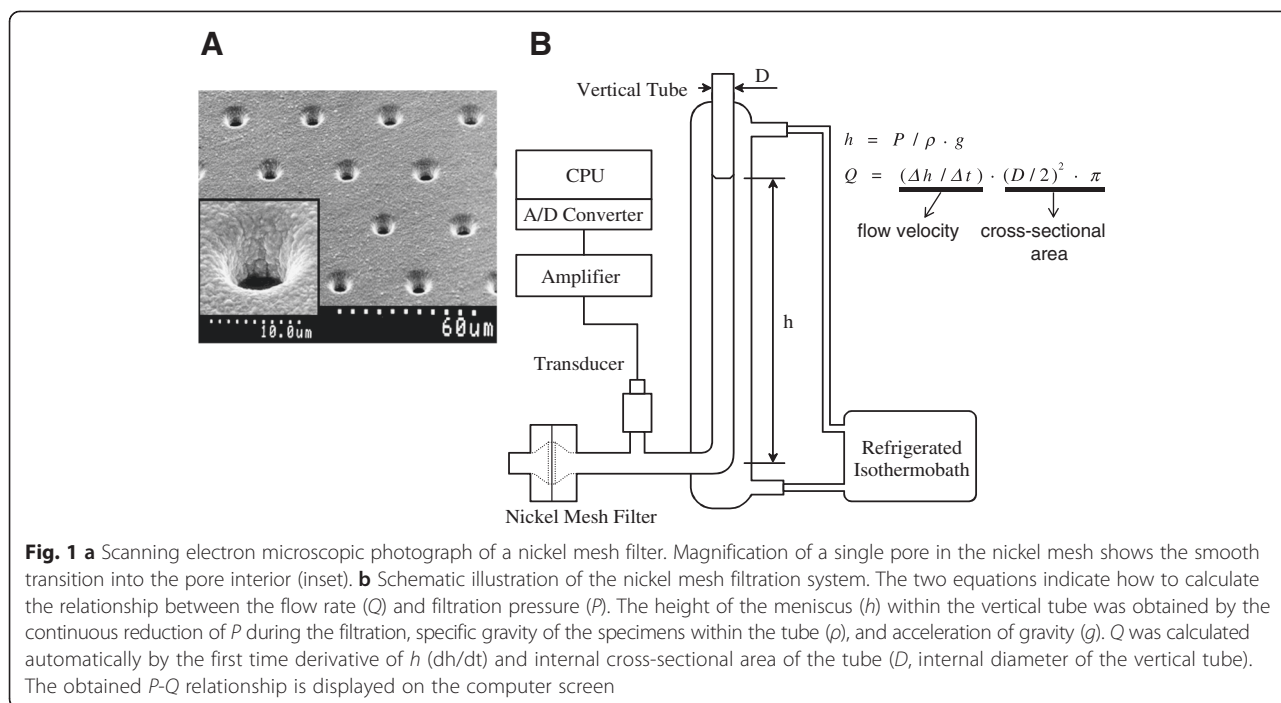 A
B
10.0um
60um
Vertical Tube
D
CPU
A/D Converter
Amplifier
Transducer
h
Nickel Mesh Filter
Refrigerated
Isothermobath
h = P / ρ · g
Q = (Δh / Δt) · (D / 2)² · π
flow velocity
cross-sectional
area
Fig. 1 a Scanning electron microscopic photograph of a nickel mesh filter. Magnification of a single pore in the nickel mesh shows the smooth
transition into the pore interior (inset). b Schematic illustration of the nickel mesh filtration system. The two equations indicate how to calculate
the relationship between the flow rate (Q) and filtration pressure (P). The height of the meniscus (h) within the vertical tube was obtained by the
continuous reduction of P during the filtration, specific gravity of the specimens within the tube (ρ), and acceleration of gravity (g). Q was calculated
automatically by the first time derivative of h (dh/dt) and internal cross-sectional area of the tube (D, internal diameter of the vertical tube).
The obtained P-Q relationship is displayed on the computer screen